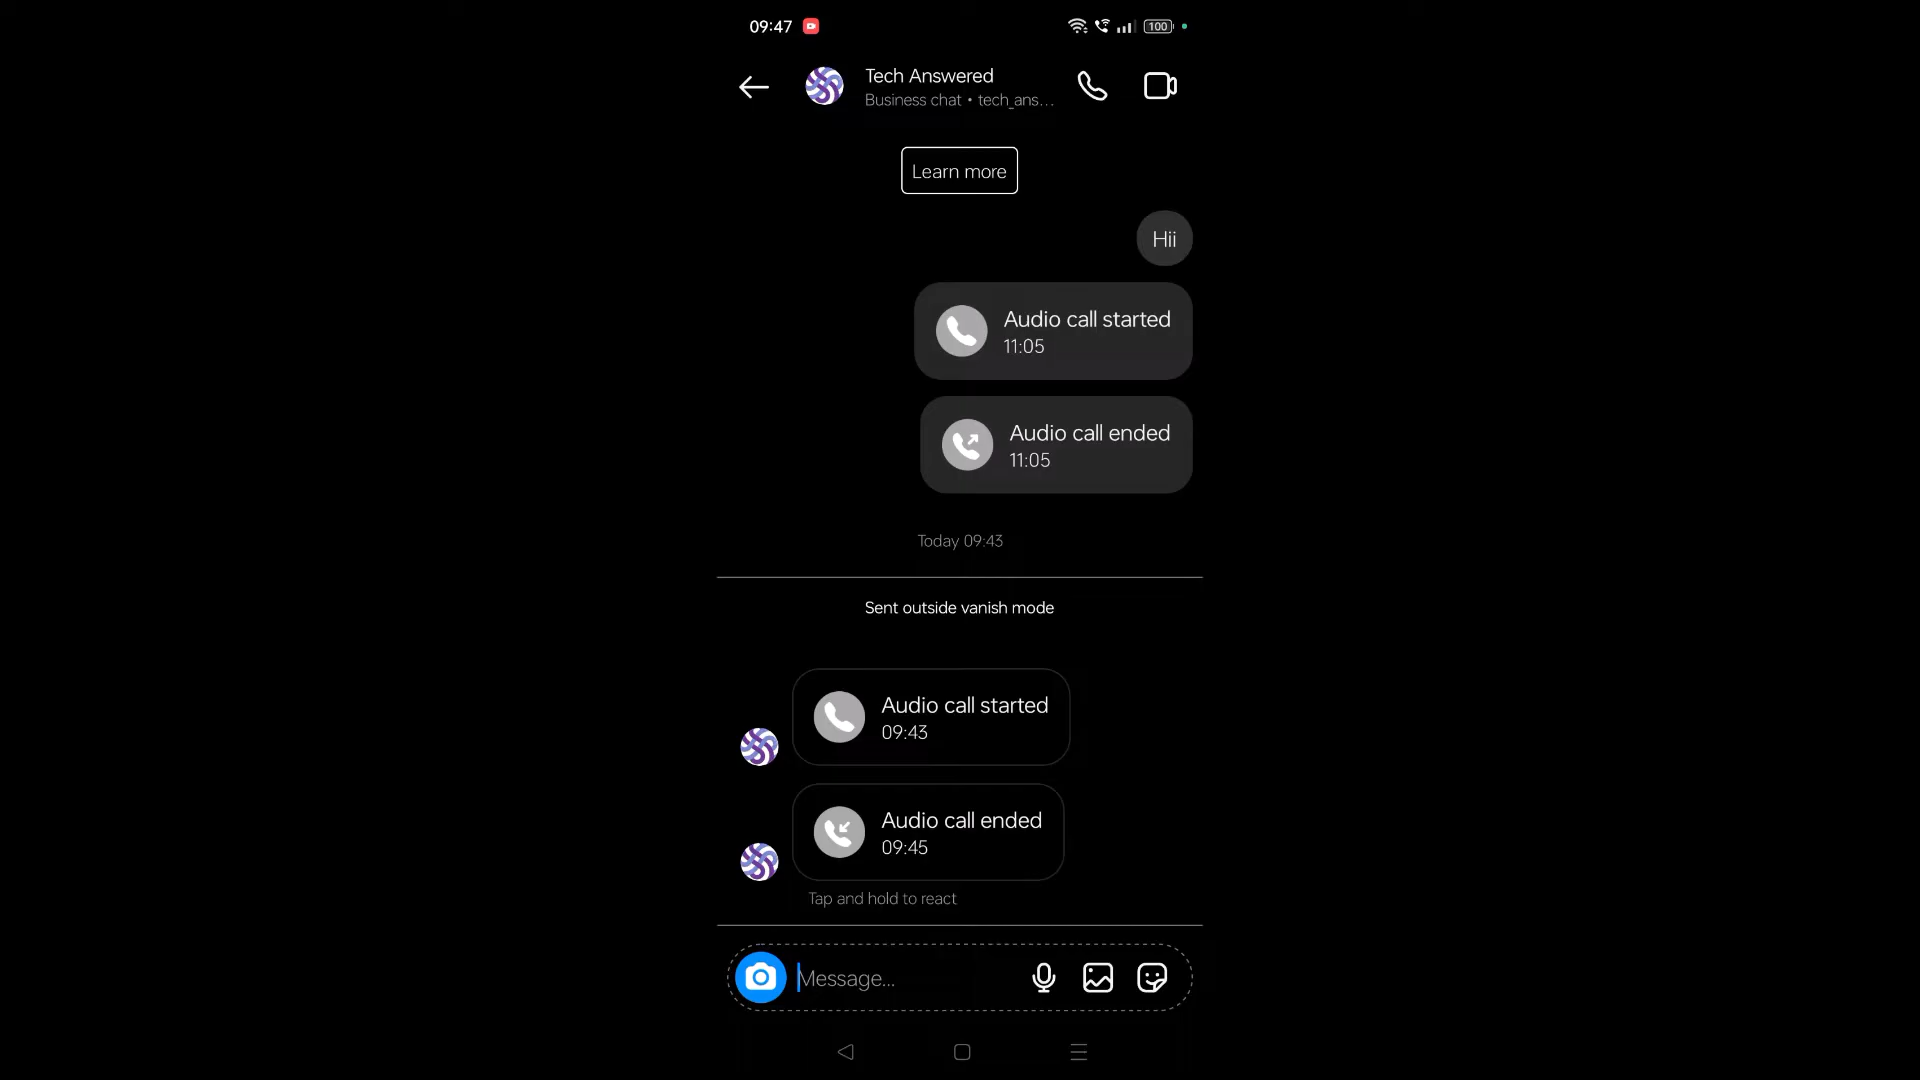 09:47
100
Tech Answered
Business chat • tech_ans...
Learn more
Hii
Audio call started
11:05
Audio call ended
11:05
Today 09:43
Sent outside vanish mode
Audio call started
09:43
Audio call ended
09:45
Tap and hold to react
Message...